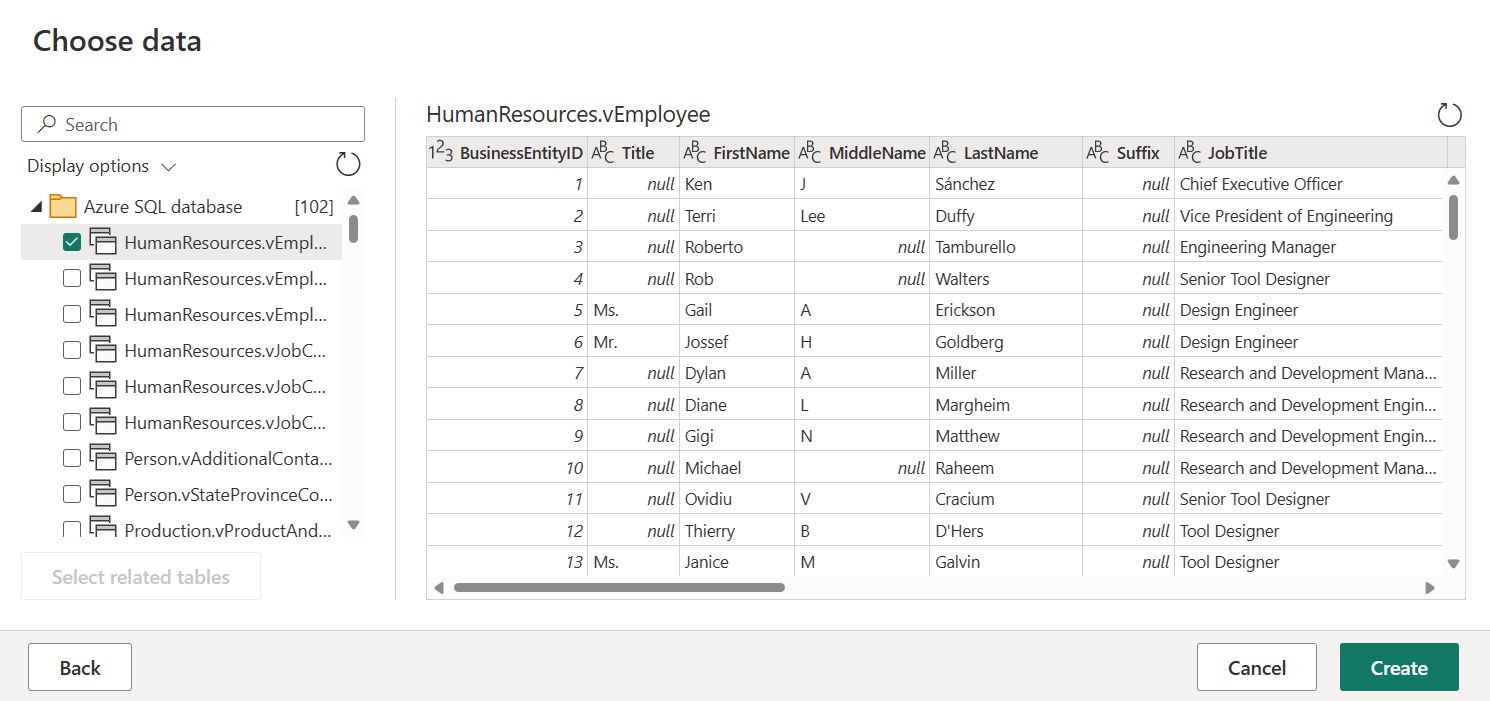 Choose data
Search
Display options
Azure SQL database [102]
HumanResources.vEmpl...
HumanResources.vEmpl...
HumanResources.vEmpl...
HumanResources.vJobC...
HumanResources.vJobC...
HumanResources.vJobC...
Person.vAdditionalConta...
Person.vStateProvinceCo...
Production.vProductAnd...
Select related tables
HumanResources.vEmployee
123 BusinessEntityID ABC Title ABC FirstName ABC MiddleName ABC LastName ABC Suffix ABC JobTitle
1 null Ken J Sánchez null Chief Executive Officer
2 null Terri Lee Duffy null Vice President of Engineering
3 null Roberto null Tamburello null Engineering Manager
4 null Rob null Walters null Senior Tool Designer
5 Ms. Gail A Erickson null Design Engineer
6 Mr. Jossef H Goldberg null Design Engineer
7 null Dylan A Miller null Research and Development Mana...
8 null Diane L Margheim null Research and Development Engin...
9 null Gigi N Matthew null Research and Development Engin...
10 null Michael null Raheem null Research and Development Mana...
11 null Ovidiu V Cracium null Senior Tool Designer
12 null Thierry B D'Hers null Tool Designer
13 Ms. Janice M Galvin null Tool Designer
Back Cancel Create